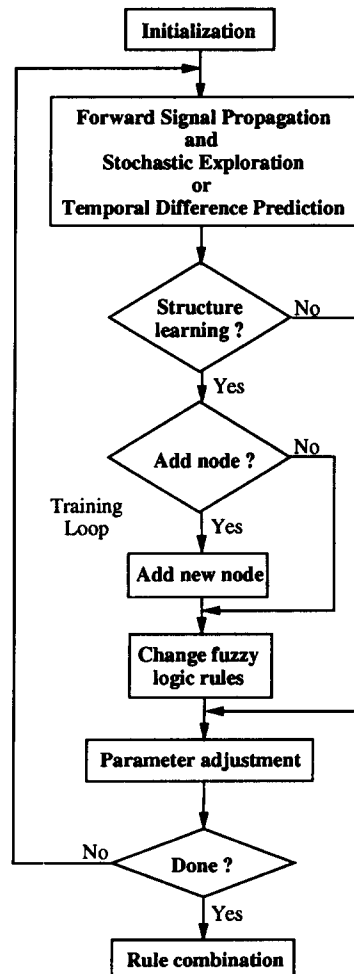 Initialization
Forward Signal Propagation
and
Stochastic Exploration
or
Temporal Difference Prediction
Structure
learning ?
No
Yes
Add node ?
No
Training
Loop
Yes
Add new node
Change fuzzy
logic rules
Parameter adjustment
No
Done ?
Yes
Rule combination